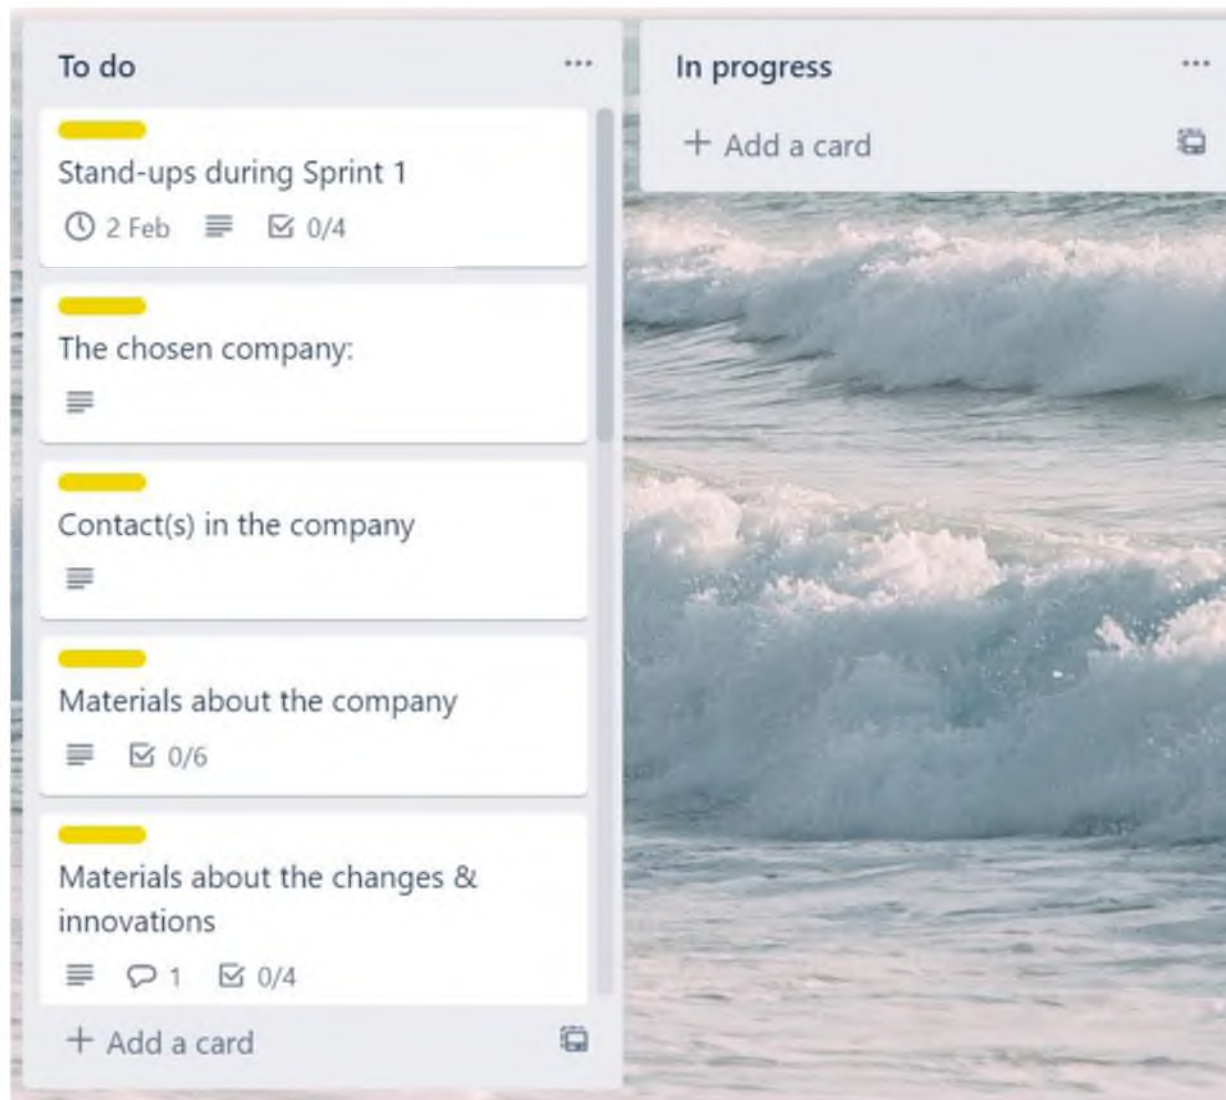 To do
Stand-ups during Sprint 1
2 Feb 0/4
The chosen company:
Contact(s) in the company
Materials about the company
0/6
Materials about the changes &
innovations
1 0/4
+ Add a card
In progress
+ Add a card